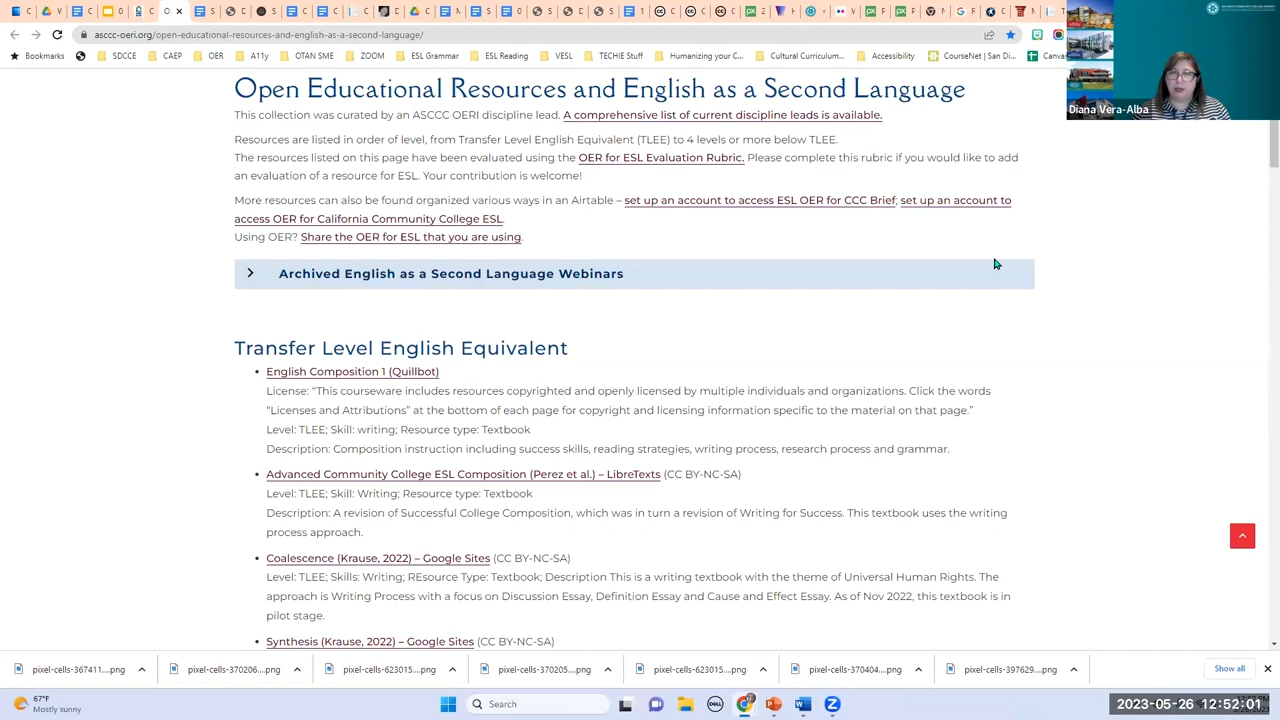 asccc-oeri.org/open-educational-resources-and-english-as-a-second-language/
Bookmarks SDCCE CAEP OER A11y
ESL Grammar ESL Reading TECHIE STUFF VESL Humanizing your C... Cultural Curriculum... Accessibility CourseNet | San Di...
Diana Vera-Alba
Open Educational Resources and English as a Second Language
This collection was curated by the ASCCC OERI discipline lead. A comprehensive list of current discipline leads is available.
Resources are listed in order of level, from Transfer Level English Equivalent (TLEE) to 4 levels or more below TLEE.
The resources listed on this page have been evaluated using the OER for ESL Evaluation Rubric. Please complete this rubric if you would like to add
an evaluation of a resource for ESL. Your contribution is welcome!
More resources can also be found organized various ways in an Airtable – set up an account to access ESL OER for CCC Brief; set up an account to
access OER for California Community College ESL.
Using OER? Share the OER for ESL that you are using.
Archived English as a Second Language Webinars
Transfer Level English Equivalent
English Composition 1 (Quillbot)
License: “This courseware includes resources copyrighted and openly licensed by multiple individuals and organizations. Click the words
“Licenses and Attributions” at the bottom of each page for copyright and licensing information specific to the material on that page.”
Level: TLEE; Skill: writing; Resource type: Textbook
Description: Composition instruction including success skills, reading strategies, writing process, research process and grammar.
Advanced Community College ESL Composition (Perez et al.) – LibreTexts (CC BY-NC-SA)
Level: TLEE; Skill: Writing; Resource type: Textbook
Description: A revision of Successful College Compostion, which was in turn a revision of Writing for Success. This textbook uses the writing
process approach.
Coalescence (Krause, 2022) – Google Sites (CC BY-NC-SA)
Level: TLEE; Skills: Writing; REsource Type: Textbook; Description This is a writing textbook with the theme of Universal Human Rights. The
approach is Writing Process with a focus on Discussion Essay, Definition Essay and Cause and Effect Essay. As of Nov 2022, this textbook is in
pilot stage.
Synthesis (Krause, 2022) – Google Sites (CC BY-NC-SA)
pixel-cells-367411....png pixel-cells-370206....png pixel-cells-623015....png pixel-cells-370205....png pixel-cells-623015....png pixel-cells-370404....png pixel-cells-397629....png Show all
67°F
Mostly sunny
Search
2023-05-26 12:52:01